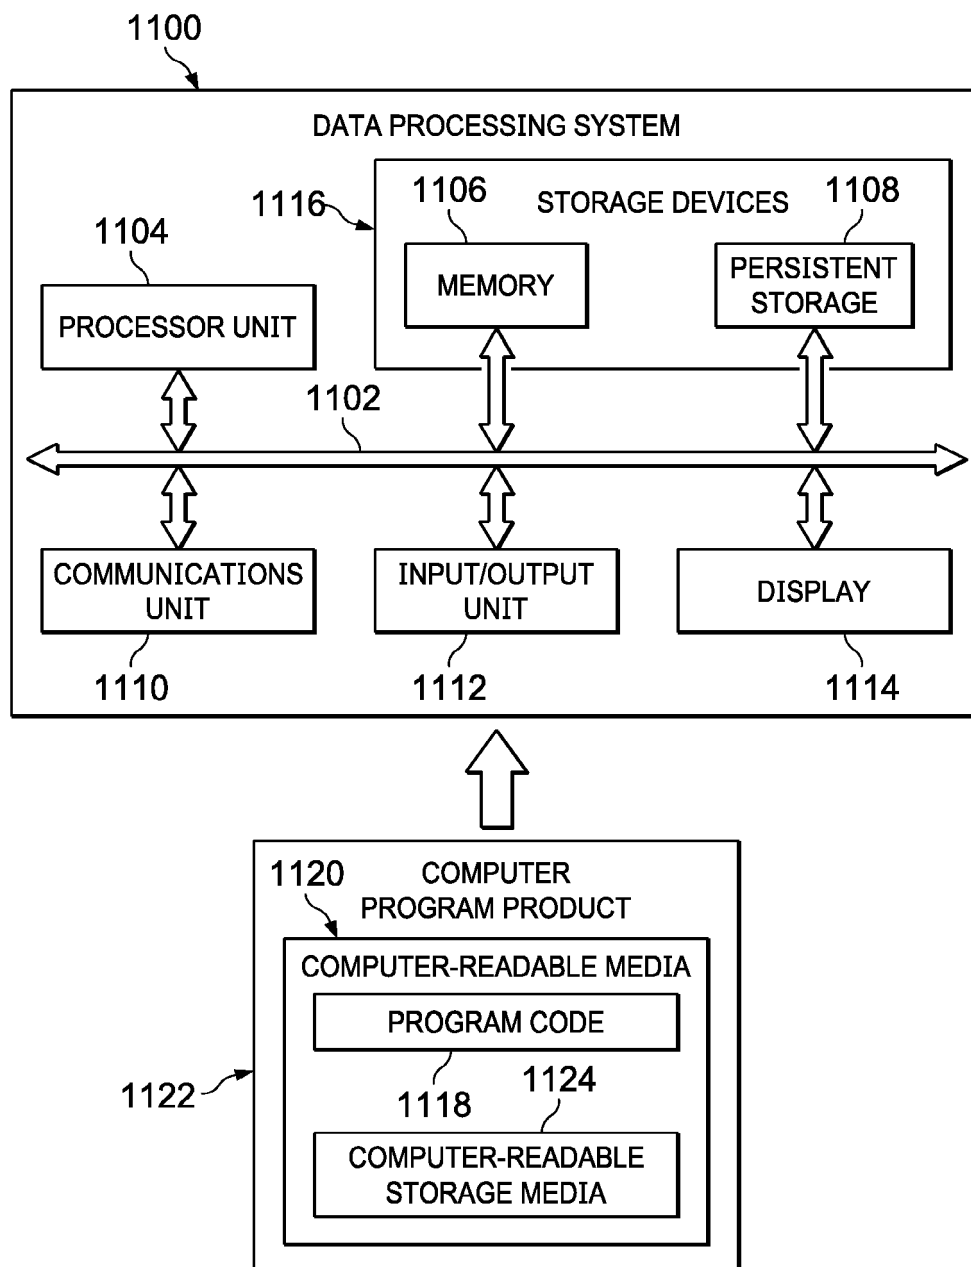 1100
DATA PROCESSING SYSTEM
1116
1106
STORAGE DEVICES
1108
1104
MEMORY
PERSISTENT
STORAGE
PROCESSOR UNIT
1102
COMMUNICATIONS
UNIT
INPUT/OUTPUT
UNIT
DISPLAY
1110
1112
1114
1120
COMPUTER
PROGRAM PRODUCT
COMPUTER-READABLE MEDIA
PROGRAM CODE
1122
1118
1124
COMPUTER-READABLE
STORAGE MEDIA